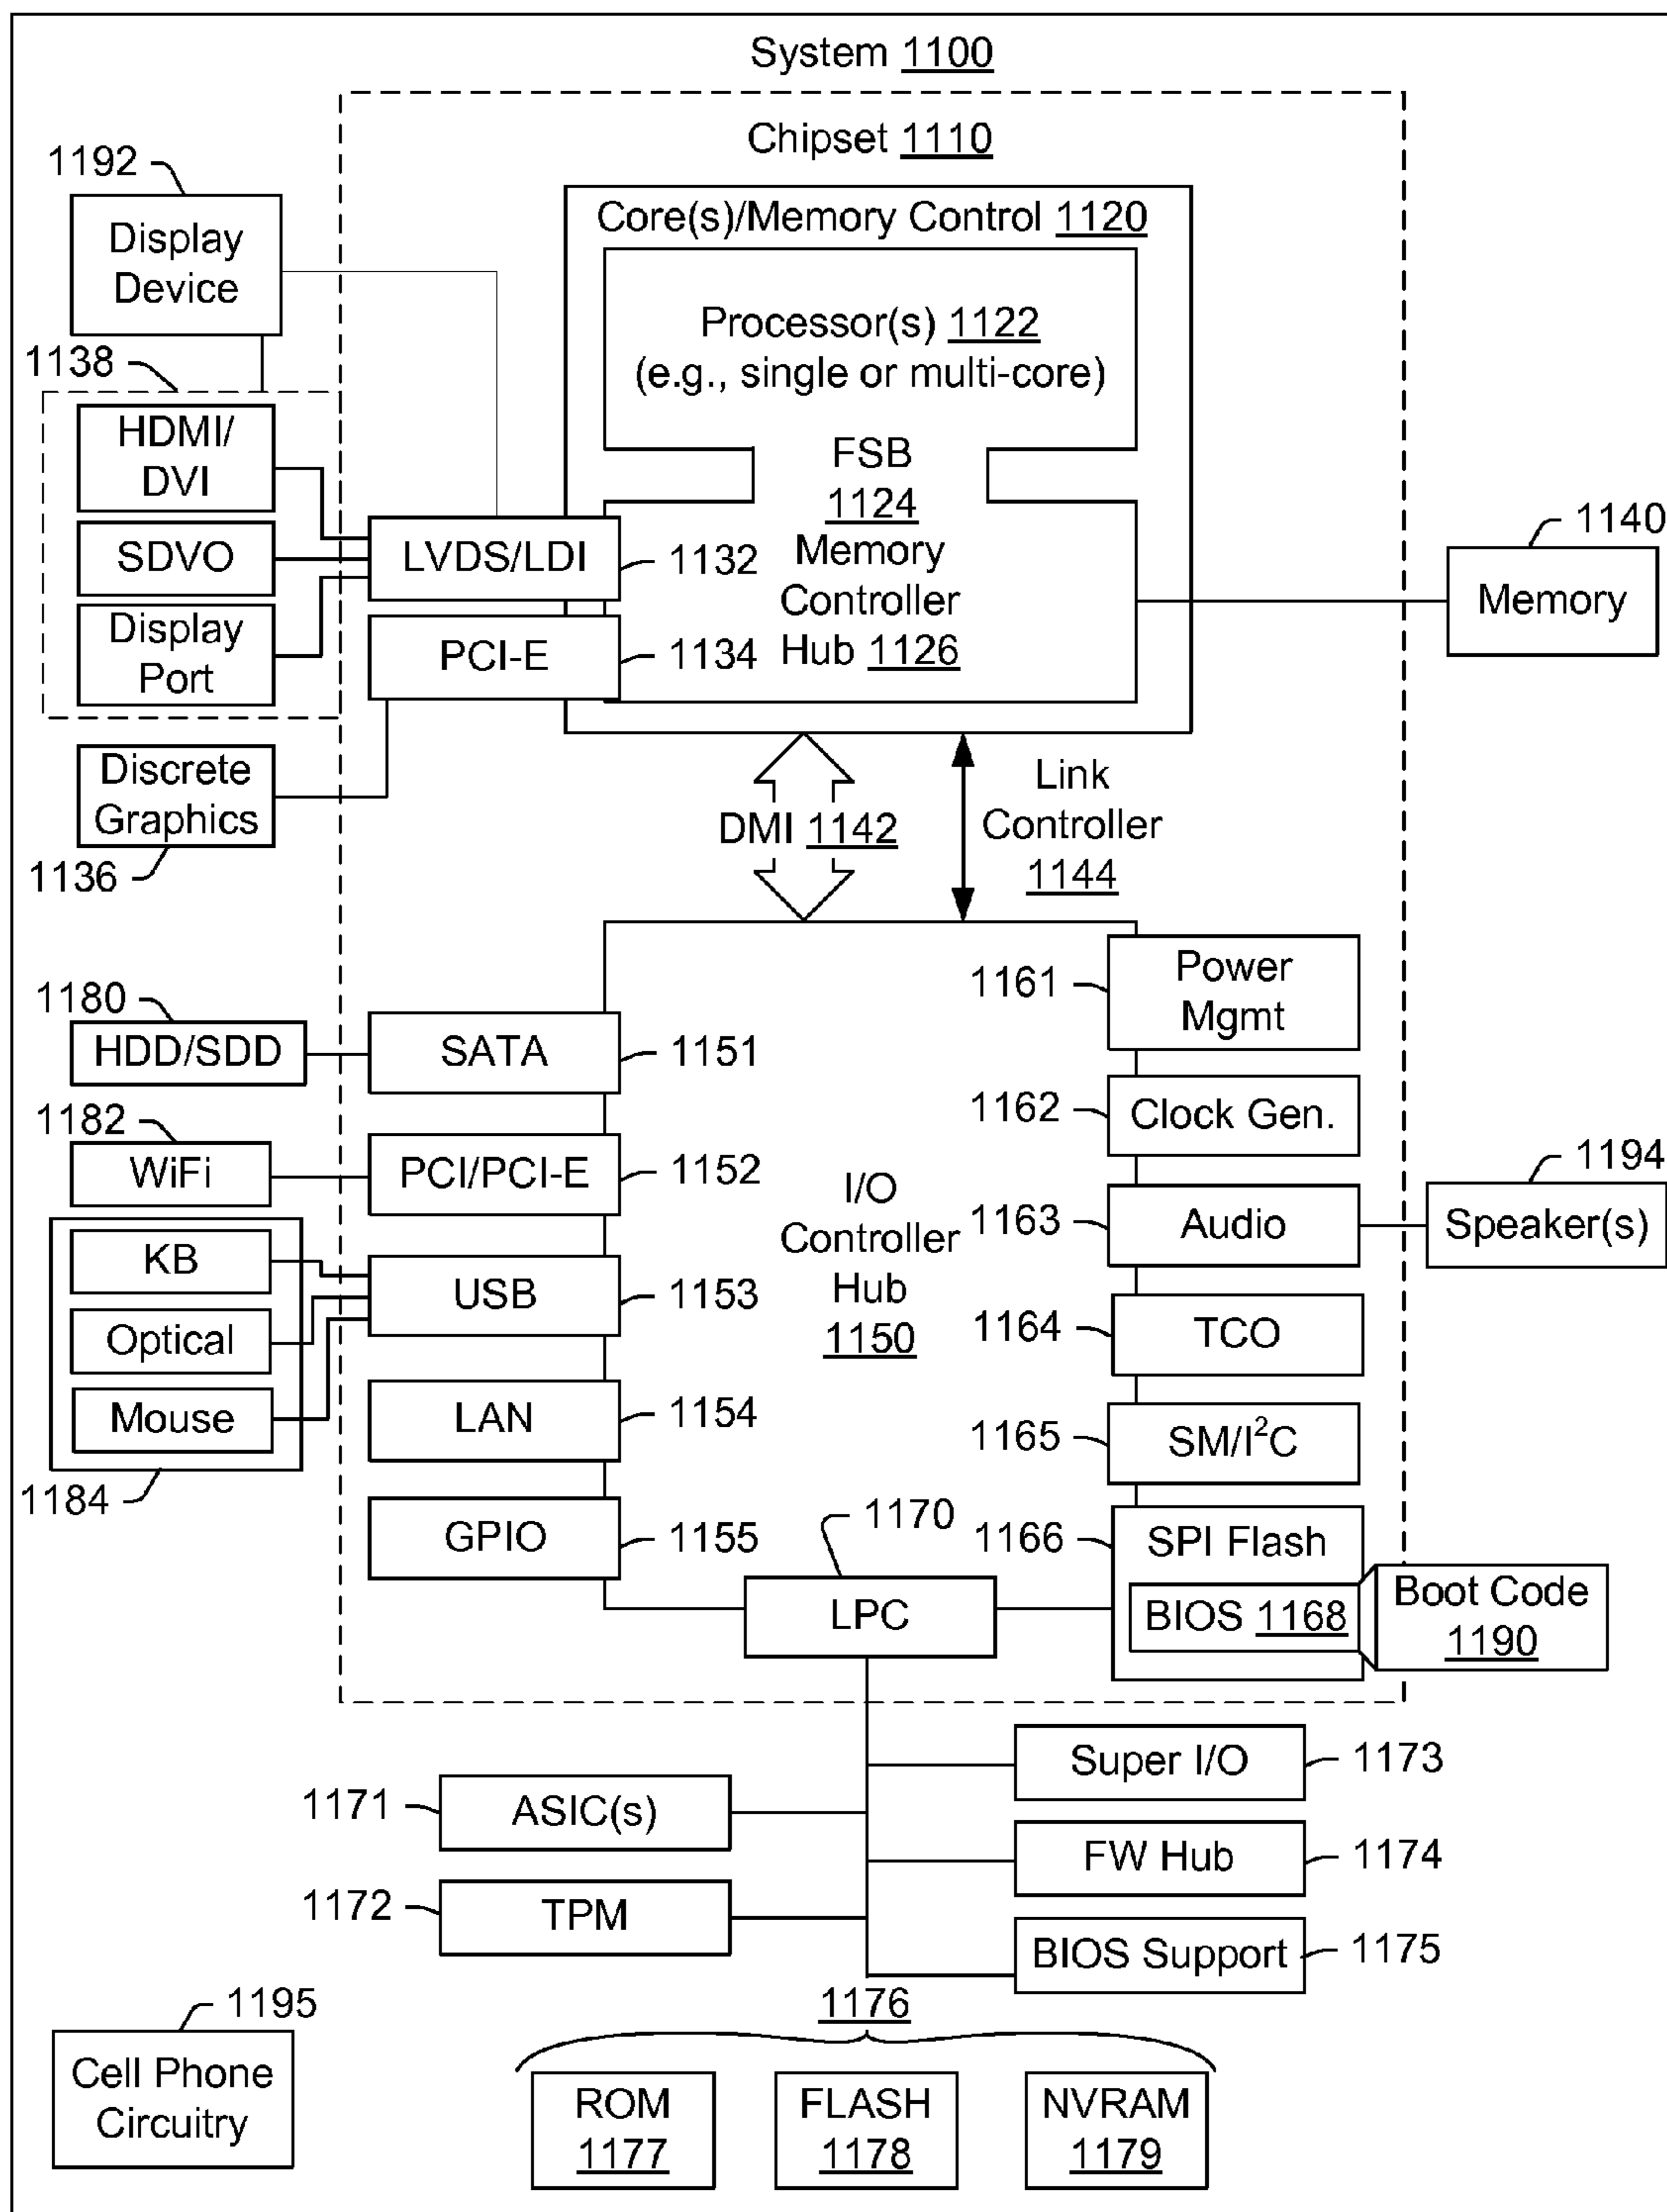 System 1100
Chipset 1110
1192
Display
Device
Core(s)/Memory Control 1120
Processor(s) 1122
(e.g., single or multi-core)
FSB
1124
Memory
Controller
Hub 1126
1138
HDMI/
DVI
SDVO
Display
Port
LVDS/LDI
1132
PCI-E
1134
1140
Memory
Discrete
Graphics
1136
DMI 1142
Link
Controller
1144
1180
HDD/SDD
SATA
1151
1182
WiFi
PCI/PCI-E
1152
KB
Optical
Mouse
1184
USB
1153
LAN
1154
GPIO
1155
I/O
Controller
Hub
1150
1161
Power
Mgmt
1162
Clock Gen.
1163
Audio
1194
Speaker(s)
1164
TCO
1165
SM/I²C
1166
SPI Flash
BIOS 1168
Boot Code
1190
1170
LPC
1171
ASIC(s)
1172
TPM
Super I/O
1173
FW Hub
1174
BIOS Support
1175
1195
Cell Phone
Circuitry
1176
ROM
1177
FLASH
1178
NVRAM
1179